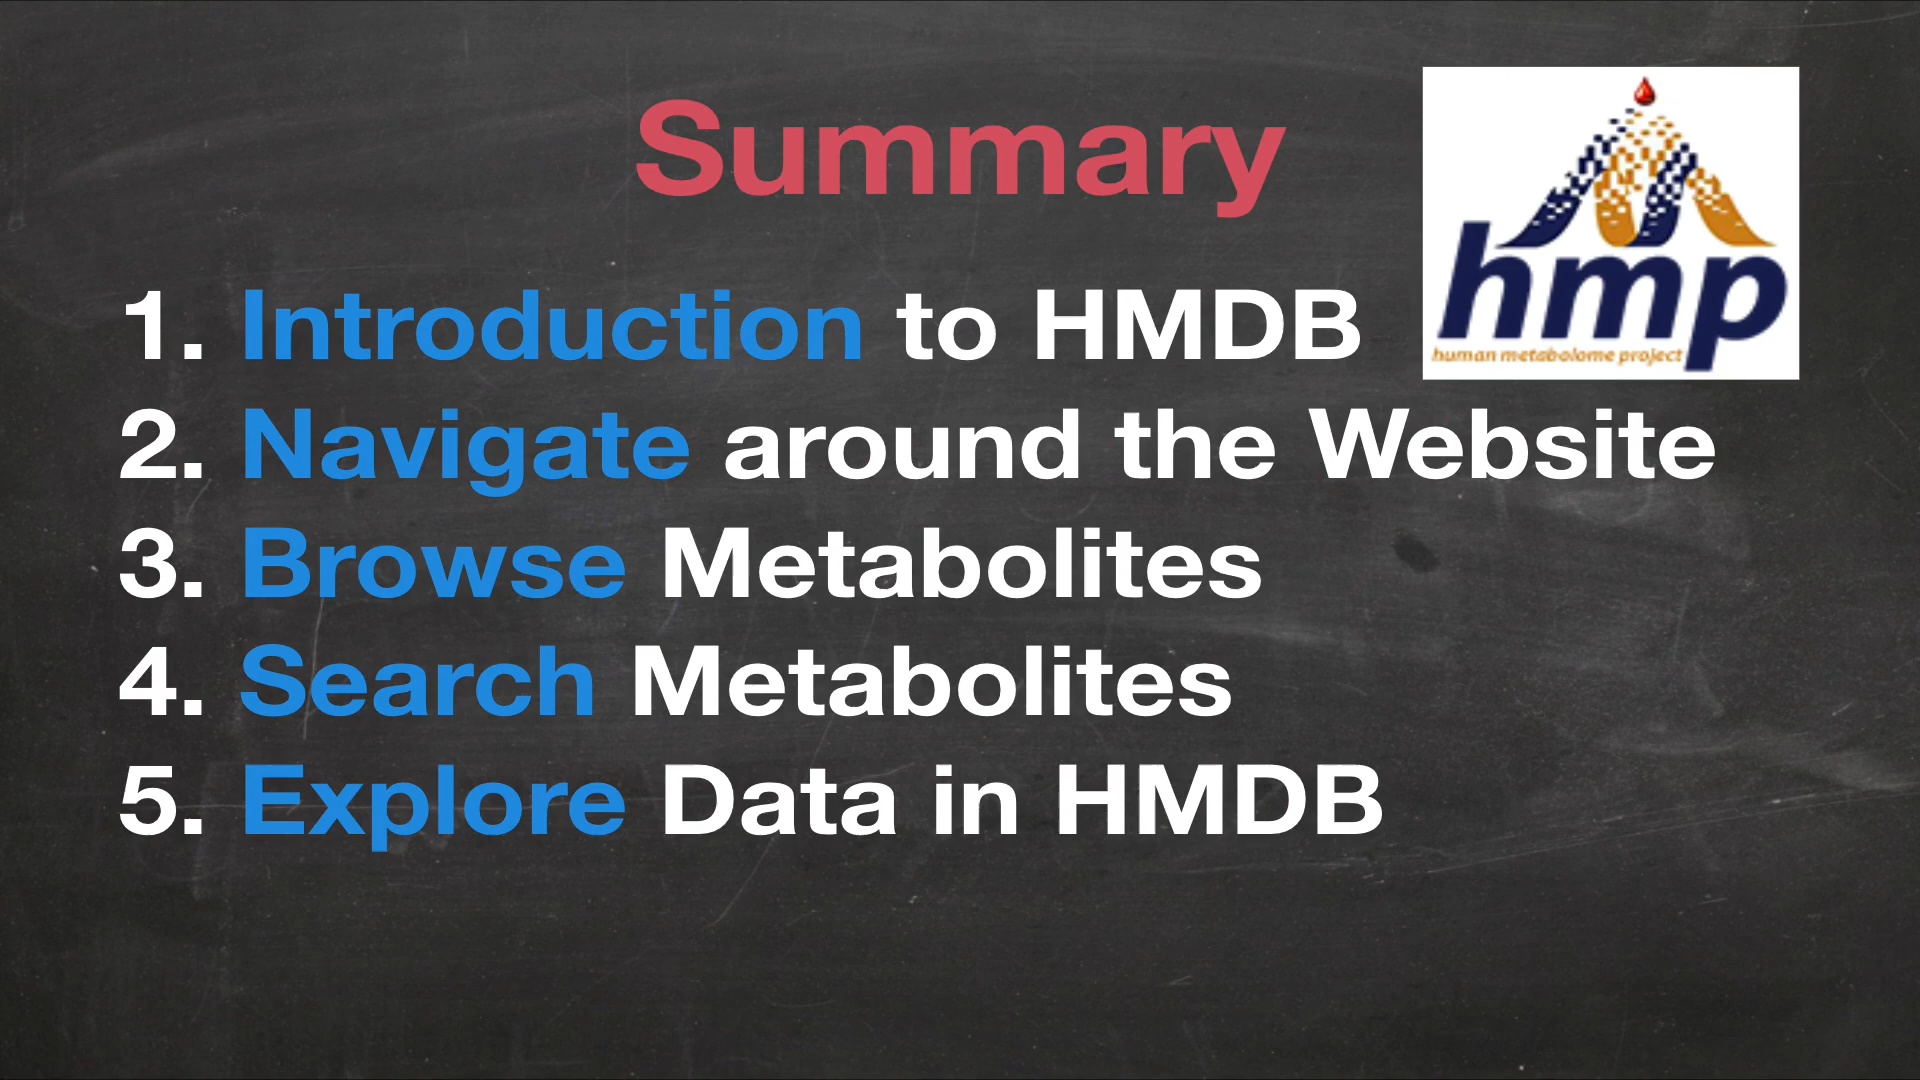 Summary
hmp
human metabolome project
1. Introduction to HMDB
2. Navigate around the Website
3. Browse Metabolites
4. Search Metabolites
5. Explore Data in HMDB